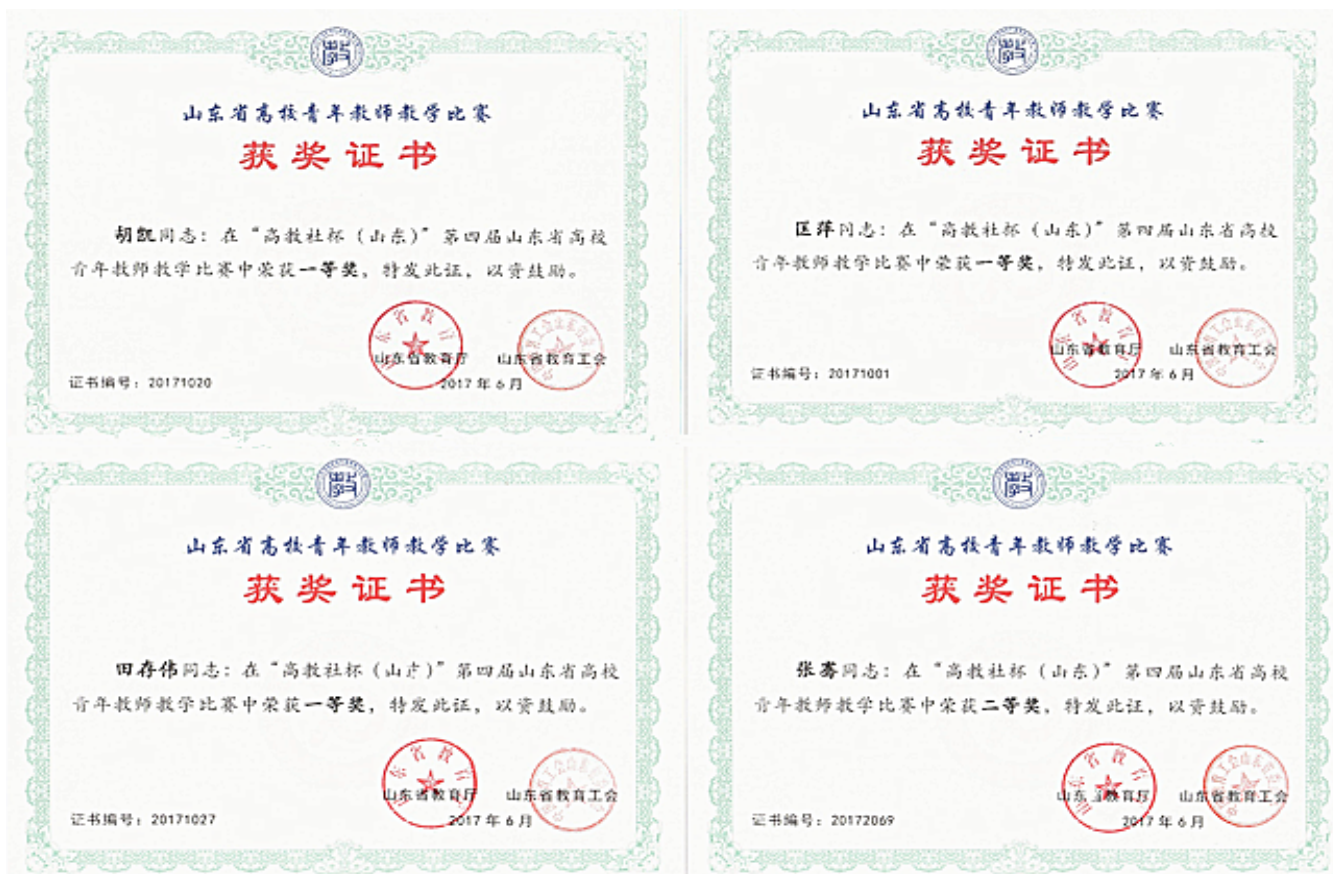 山东省高校青年教师教学比赛
获奖证书
胡凯同志：在“高教社杯（山东）”第四届山东省高校
青年教师教学比赛中荣获一等奖，特发此证，以资鼓励。
山东省教育厅 山东省教育工会
证书编号：20171020 2017年6月
山东省高校青年教师教学比赛
获奖证书
匡萍同志：在“高教社杯（山东）”第四届山东省高校
青年教师教学比赛中荣获一等奖，特发此证，以资鼓励。
山东省教育厅 山东省教育工会
证书编号：20171001 2017年6月
山东省高校青年教师教学比赛
获奖证书
田存伟同志：在“高教社杯（山东）”第四届山东省高校
青年教师教学比赛中荣获一等奖，特发此证，以资鼓励。
山东省教育厅 山东省教育工会
证书编号：20171027 2017年6月
山东省高校青年教师教学比赛
获奖证书
张骞同志：在“高教社杯（山东）”第四届山东省高校
青年教师教学比赛中荣获二等奖，特发此证，以资鼓励。
山东省教育厅 山东省教育工会
证书编号：20172069 2017年6月